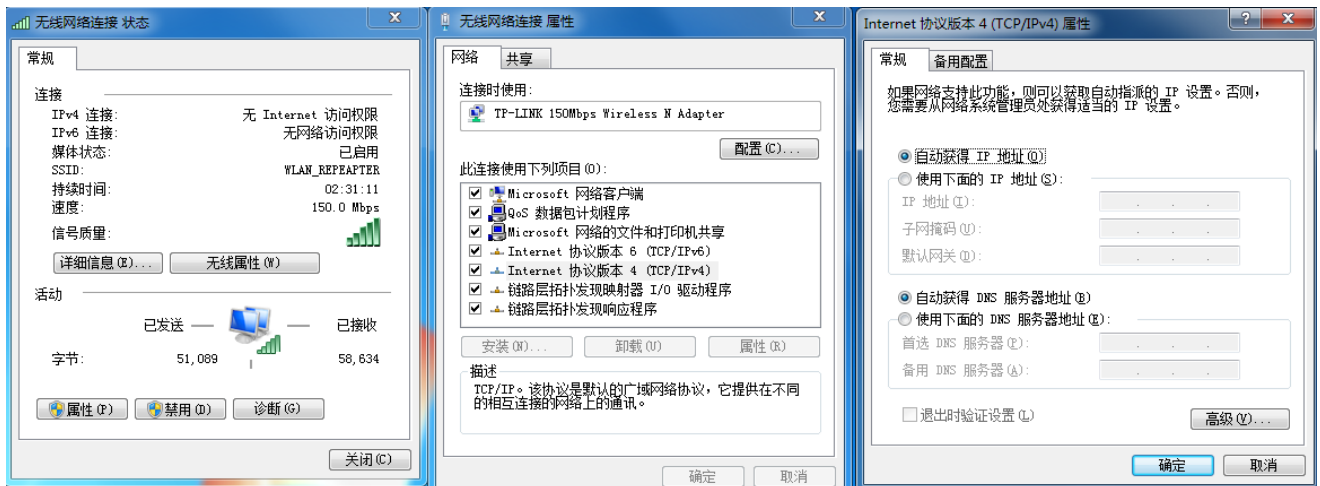 无线网络连接 状态
常规
连接
IPv4 连接: 无 Internet 访问权限
IPv6 连接: 无网络访问权限
媒体状态: 已启用
SSID: WLAN_REPEAPTER
持续时间: 02:31:11
速度: 150.0 Mbps
信号质量:
详细信息(E)... 无线属性(W)
活动
已发送 — — 已接收
字节: 51,089 58,634
属性(P) 禁用(D) 诊断(G)
关闭(C)
无线网络连接 属性
网络 共享
连接时使用:
TP-LINK 150Mbps Wireless N Adapter
配置(C)...
此连接使用下列项目(O):
Microsoft 网络客户端
QoS 数据包计划程序
Microsoft 网络的文件和打印机共享
Internet 协议版本 6 (TCP/IPv6)
Internet 协议版本 4 (TCP/IPv4)
链路层拓扑发现映射器 I/O 驱动程序
链路层拓扑发现响应程序
安装(N)... 卸载(U) 属性(R)
描述
TCP/IP。该协议是默认的广域网络协议，它提供在不同
的相互连接的网络上的通讯。
确定 取消
Internet 协议版本 4 (TCP/IPv4) 属性
常规 备用配置
如果网络支持此功能，则可以获取自动指派的 IP 设置。否则，
您需要从网络系统管理员处获得适当的 IP 设置。
自动获得 IP 地址(O)
使用下面的 IP 地址(S):
IP 地址(I):
子网掩码(U):
默认网关(D):
自动获得 DNS 服务器地址(B)
使用下面的 DNS 服务器地址(E):
首选 DNS 服务器(P):
备用 DNS 服务器(A):
退出时验证设置(L)
高级(V)...
确定 取消